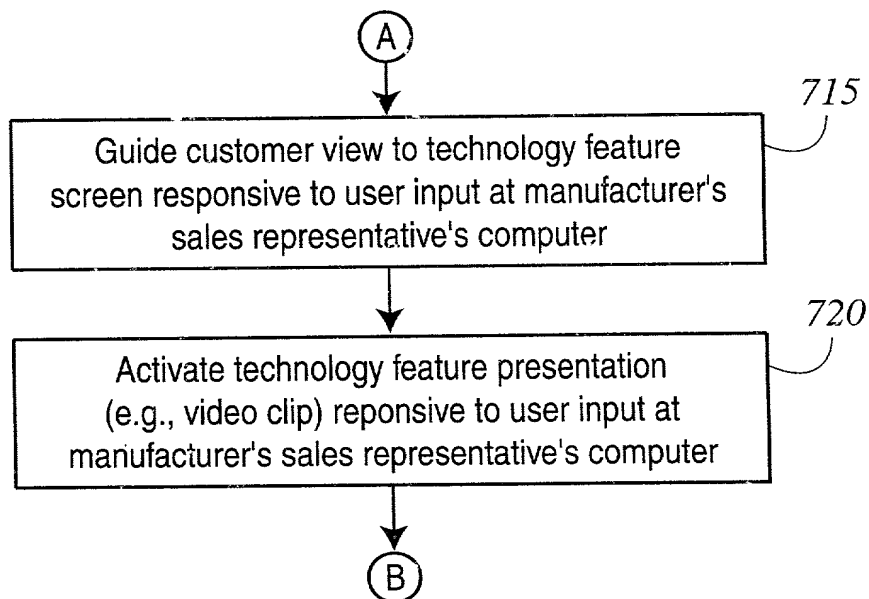 A
715
Guide customer view to technology feature
screen responsive to user input at manufacturer's
sales representative's computer
720
Activate technology feature presentation
(e.g., video clip) reponsive to user input at
manufacturer's sales representative's computer
B